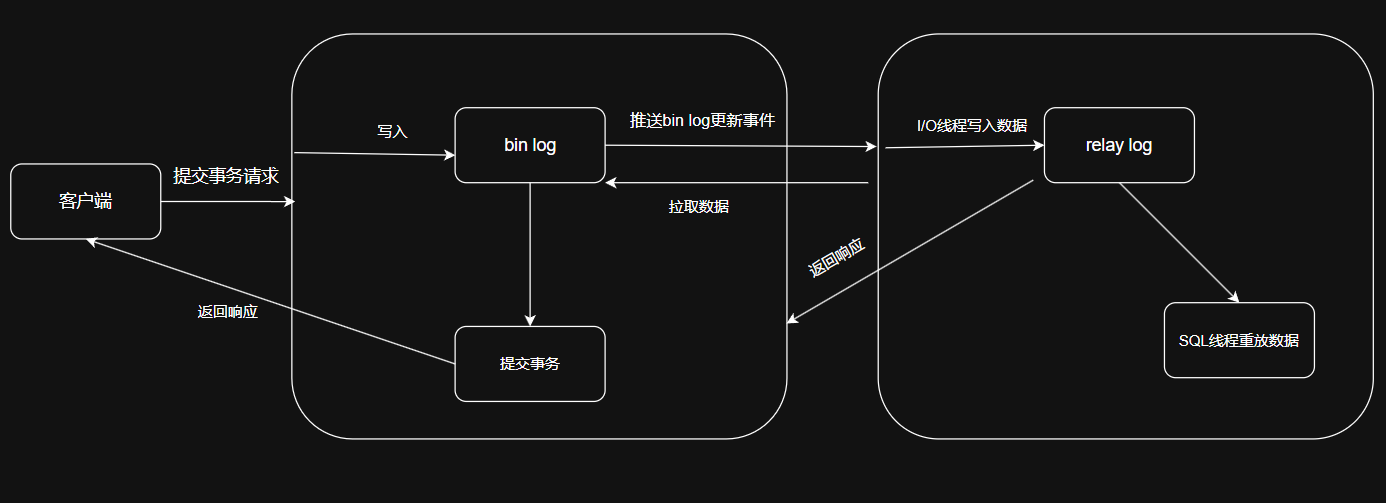 客户端
提交事务请求
写入
bin log
推送bin log更新事件
拉取数据
I/O线程写入数据
relay log
返回响应
返回响应
提交事务
SQL线程重放数据